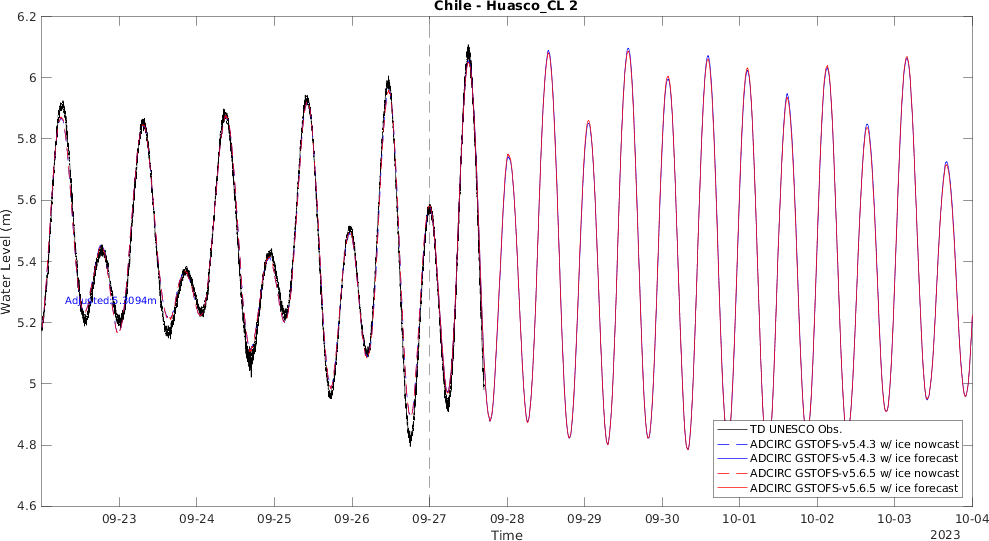 Chile - Huasco_CL 2
6.2
6
5.8
5.6
5.4
5.2
5
4.8
4.6
Water Level (m)
Adjusted:5.3094m
TD UNESCO Obs.
ADCIRC GSTOFS-v5.4.3 w/ ice nowcast
ADCIRC GSTOFS-v5.4.3 w/ ice forecast
ADCIRC GSTOFS-v5.6.5 w/ ice nowcast
ADCIRC GSTOFS-v5.6.5 w/ ice forecast
09-23 09-24 09-25 09-26 09-27 09-28 09-29 09-30 10-01 10-02 10-03 10-04
Time
2023